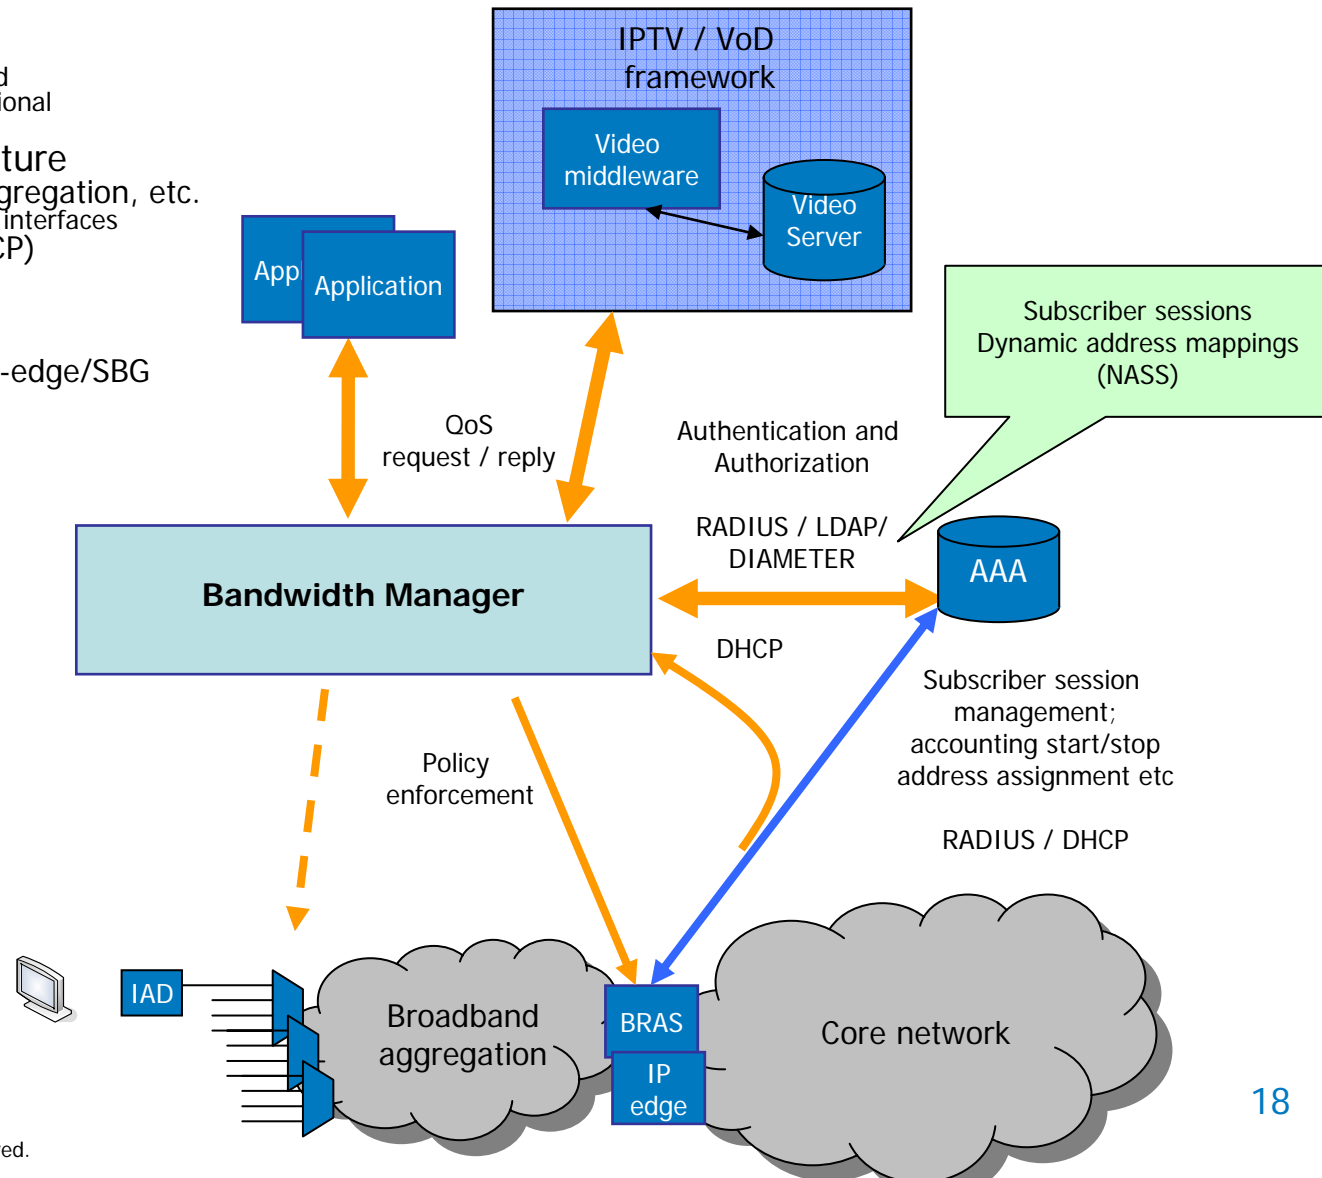 IPTV / VoD
framework
Video
middleware
Video
Server
ture
gregation, etc.
interfaces
CP)
Application
-edge/SBG
Subscriber sessions
Dynamic address mappings
(NASS)
QoS
request / reply
Authentication and
Authorization
RADIUS / LDAP/
DIAMETER
AAA
Bandwidth Manager
DHCP
Subscriber session
management;
accounting start/stop
address assignment etc
RADIUS / DHCP
Policy
enforcement
IAD
Broadband
aggregation
BRAS
IP
edge
Core network
18